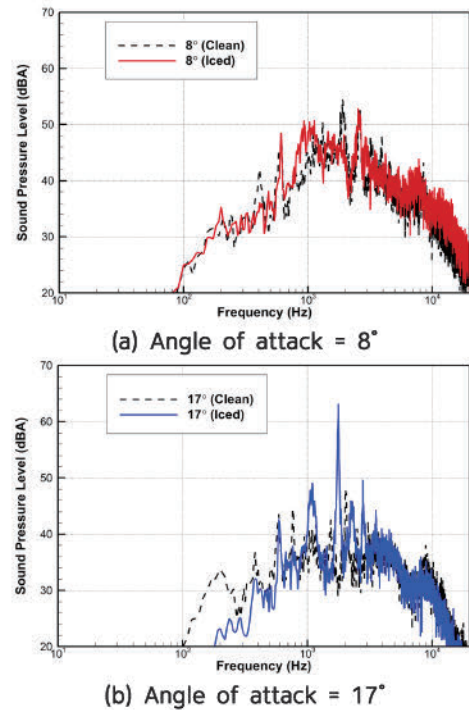 8° (Clean)
8° (Iced)
Sound Pressure Level (dBA)
70
60
50
40
30
20
10¹ 10² 10³ 10⁴
Frequency (Hz)
(a) Angle of attack = 8°
17° (Clean)
17° (Iced)
Sound Pressure Level (dBA)
70
60
50
40
30
20
10¹ 10² 10³ 10⁴
Frequency (Hz)
(b) Angle of attack = 17°